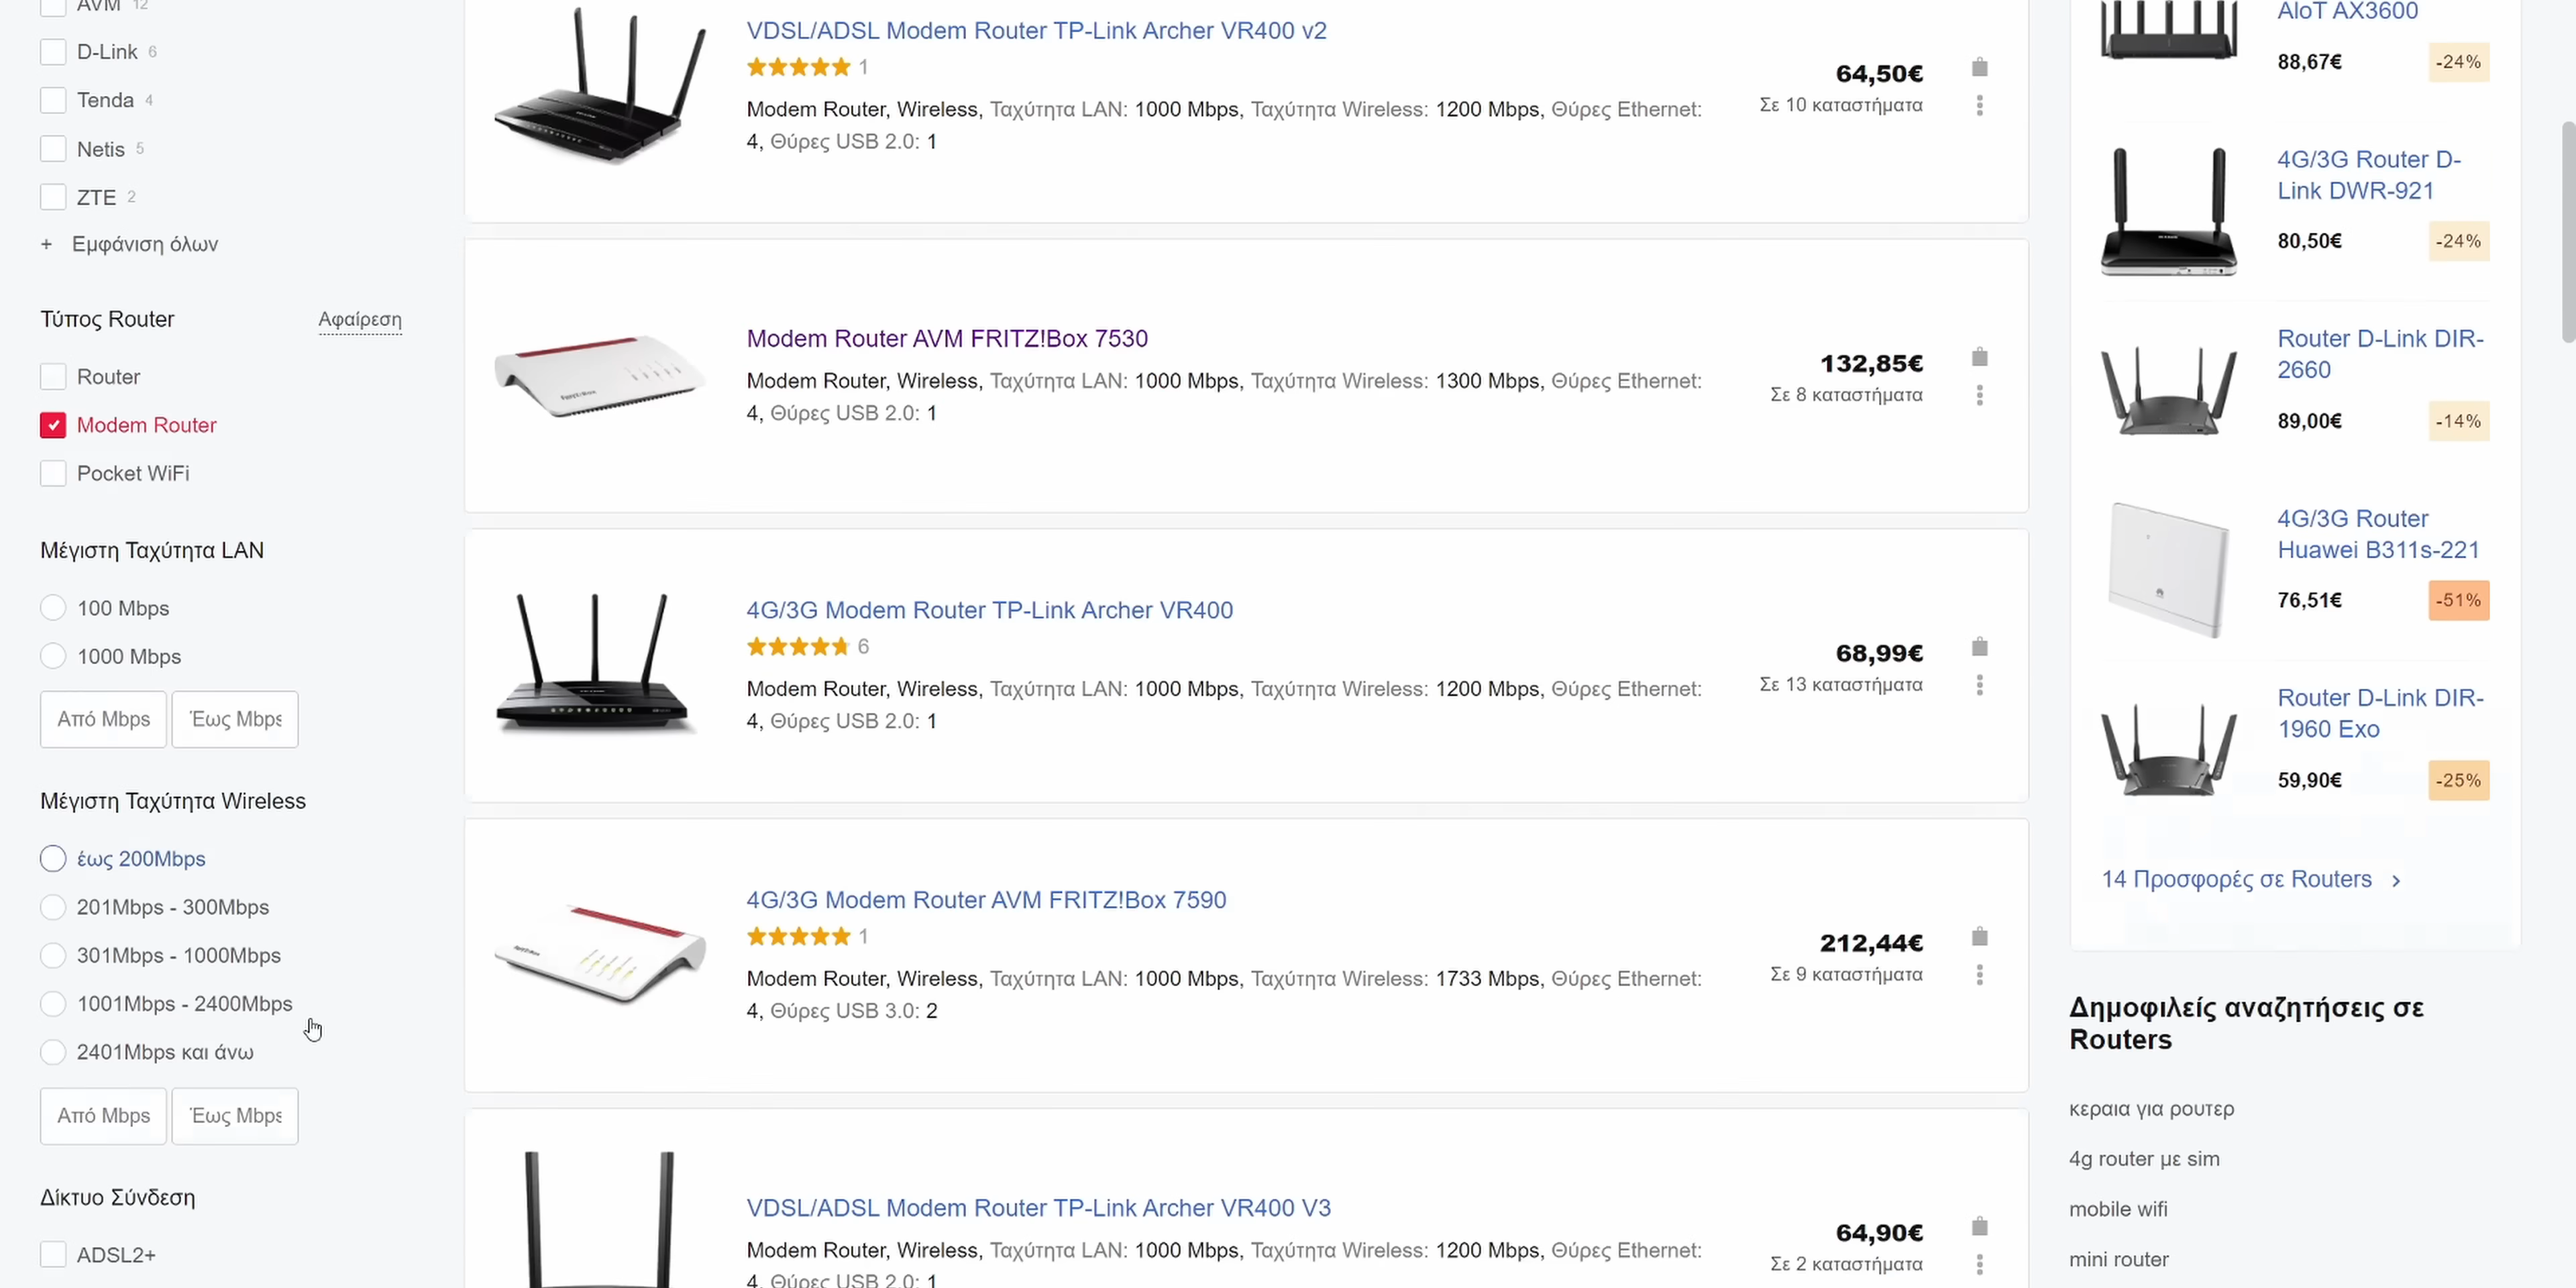 AVM 12
D-Link 6
Tenda 4
Netis 5
ZTE 2
+ Εμφάνιση όλων
Τύπος Router Αφαίρεση
Router
Modem Router
Pocket WiFi
Μέγιστη Ταχύτητα LAN
100 Mbps
1000 Mbps
Από Mbps Έως Mbps
Μέγιστη Ταχύτητα Wireless
έως 200Mbps
201Mbps - 300Mbps
301Mbps - 1000Mbps
1001Mbps - 2400Mbps
2401Mbps και άνω
Από Mbps Έως Mbps
Δίκτυο Σύνδεση
ADSL2+
VDSL/ADSL Modem Router TP-Link Archer VR400 v2
1
Modem Router, Wireless, Ταχύτητα LAN: 1000 Mbps, Ταχύτητα Wireless: 1200 Mbps, Θύρες Ethernet:
4, Θύρες USB 2.0: 1
64,50€
Σε 10 καταστήματα
Modem Router AVM FRITZ!Box 7530
Modem Router, Wireless, Ταχύτητα LAN: 1000 Mbps, Ταχύτητα Wireless: 1300 Mbps, Θύρες Ethernet:
4, Θύρες USB 2.0: 1
132,85€
Σε 8 καταστήματα
4G/3G Modem Router TP-Link Archer VR400
6
Modem Router, Wireless, Ταχύτητα LAN: 1000 Mbps, Ταχύτητα Wireless: 1200 Mbps, Θύρες Ethernet:
4, Θύρες USB 2.0: 1
68,99€
Σε 13 καταστήματα
4G/3G Modem Router AVM FRITZ!Box 7590
1
Modem Router, Wireless, Ταχύτητα LAN: 1000 Mbps, Ταχύτητα Wireless: 1733 Mbps, Θύρες Ethernet:
4, Θύρες USB 3.0: 2
212,44€
Σε 9 καταστήματα
VDSL/ADSL Modem Router TP-Link Archer VR400 V3
Modem Router, Wireless, Ταχύτητα LAN: 1000 Mbps, Ταχύτητα Wireless: 1200 Mbps, Θύρες Ethernet:
4, Θύρες USB 2.0: 1
64,90€
Σε 2 καταστήματα
AIoT AX3600
88,67€ -24%
4G/3G Router D-
Link DWR-921
80,50€ -24%
Router D-Link DIR-
2660
89,00€ -14%
4G/3G Router
Huawei B311s-221
76,51€ -51%
Router D-Link DIR-
1960 Exo
59,90€ -25%
14 Προσφορές σε Routers
Δημοφιλείς αναζητήσεις σε
Routers
κεραια για ρουτερ
4g router με sim
mobile wifi
mini router